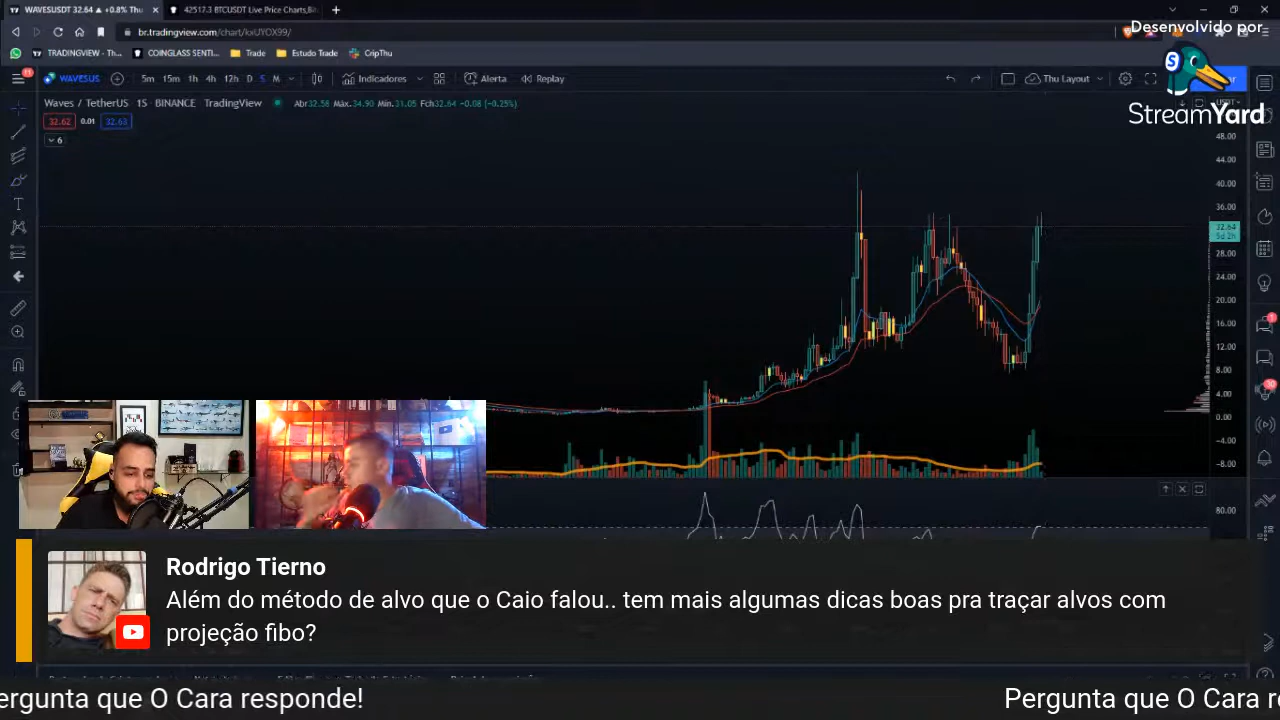 WAVESUSDT 32.64 ▲ +0.8% Thu
42517.3 BTCUSDT Live Price Charts,Bi
br.tradingview.com/chart/kxUYOX99/
Desenvolvido por
StreamYard
TRADINGVIEW - Th...
COINGLASS SENTI...
Trade
Estudo Trade
CripThu
11
WAVESUS
5m 15m 1h 4h 12h D S M
Indicadores
Alerta
Replay
Thu Layout
Waves / TetherUS 1S BINANCE TradingView
Abr32.58 Máx.34.90 Mín.31.05 Fch32.64 -0.08 (-0.25%)
32.62 0.01 32.63
6
48.00
44.00
40.00
36.00
32.64
28.00
24.00
20.00
16.00
12.00
8.00
4.00
0.00
-4.00
-8.00
80.00
1
10
Rodrigo Tierno
Além do método de alvo que o Caio falou.. tem mais algumas dicas boas pra traçar alvos com
projeção fibo?
ergunta que O Cara responde!
Pergunta que O Cara re